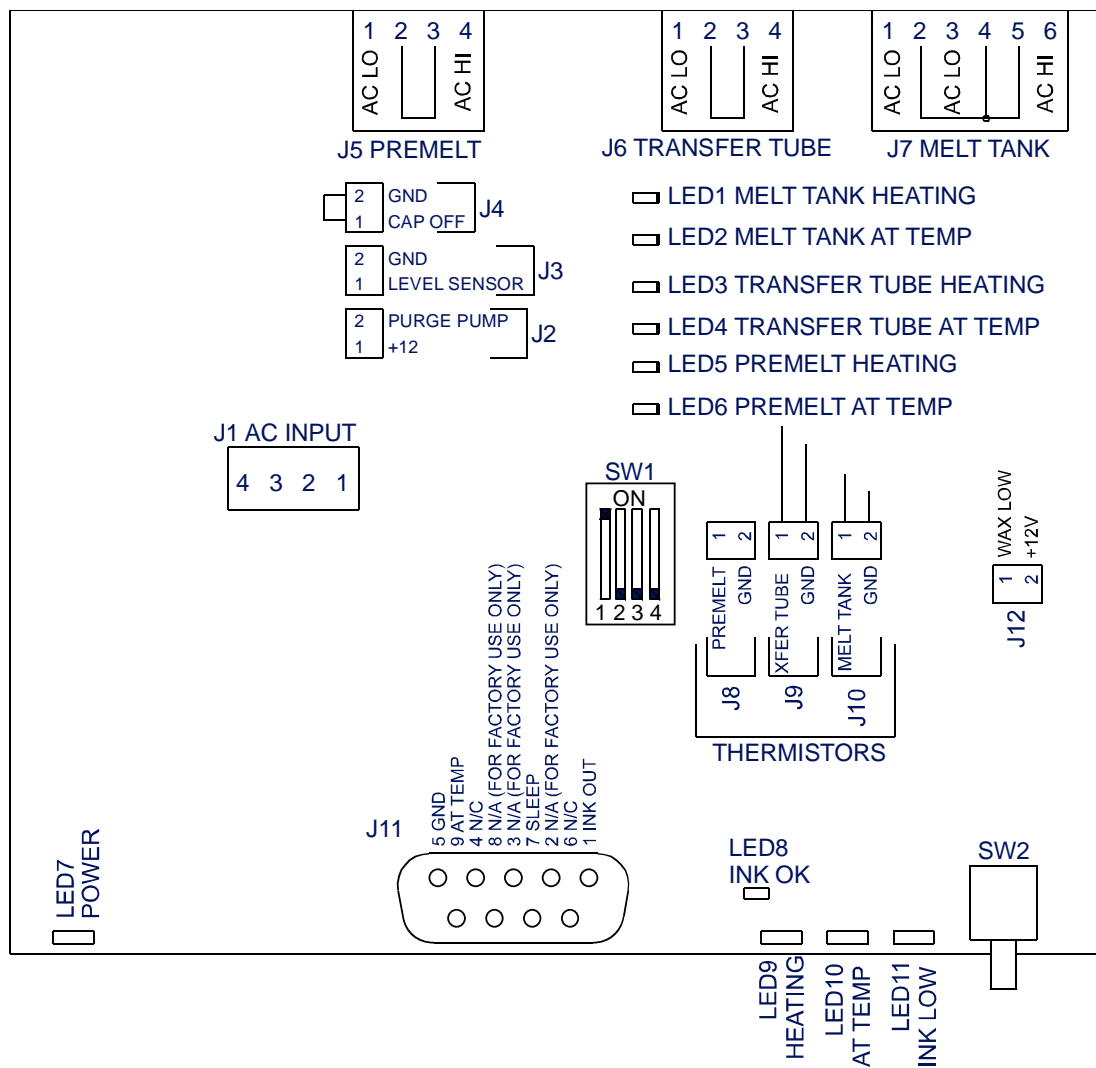 1 2 3 4
AC LO
AC HI
J5 PREMELT
1 2 3 4
AC LO
AC HI
J6 TRANSFER TUBE
1 2 3 4 5 6
AC LO
AC LO
AC HI
J7 MELT TANK
2 GND
1 CAP OFF
J4
2 GND
1 LEVEL SENSOR
J3
2 PURGE PUMP
1 +12
J2
LED1 MELT TANK HEATING
LED2 MELT TANK AT TEMP
LED3 TRANSFER TUBE HEATING
LED4 TRANSFER TUBE AT TEMP
LED5 PREMELT HEATING
LED6 PREMELT AT TEMP
J1 AC INPUT
4 3 2 1
SW1
ON
1 2 3 4
1 2
PREMELT
GND
J8
1 2
XFER TUBE
GND
J9
1 2
MELT TANK
GND
J10
THERMISTORS
WAX LOW
+12V
1
2
J12
J11
5 GND
9 AT TEMP
4 N/C
8 N/A (FOR FACTORY USE ONLY)
3 N/A (FOR FACTORY USE ONLY)
7 SLEEP
2 N/A (FOR FACTORY USE ONLY)
6 N/C
1 INK OUT
LED7
POWER
LED8
INK OK
SW2
LED9
HEATING
LED10
AT TEMP
LED11
INK LOW